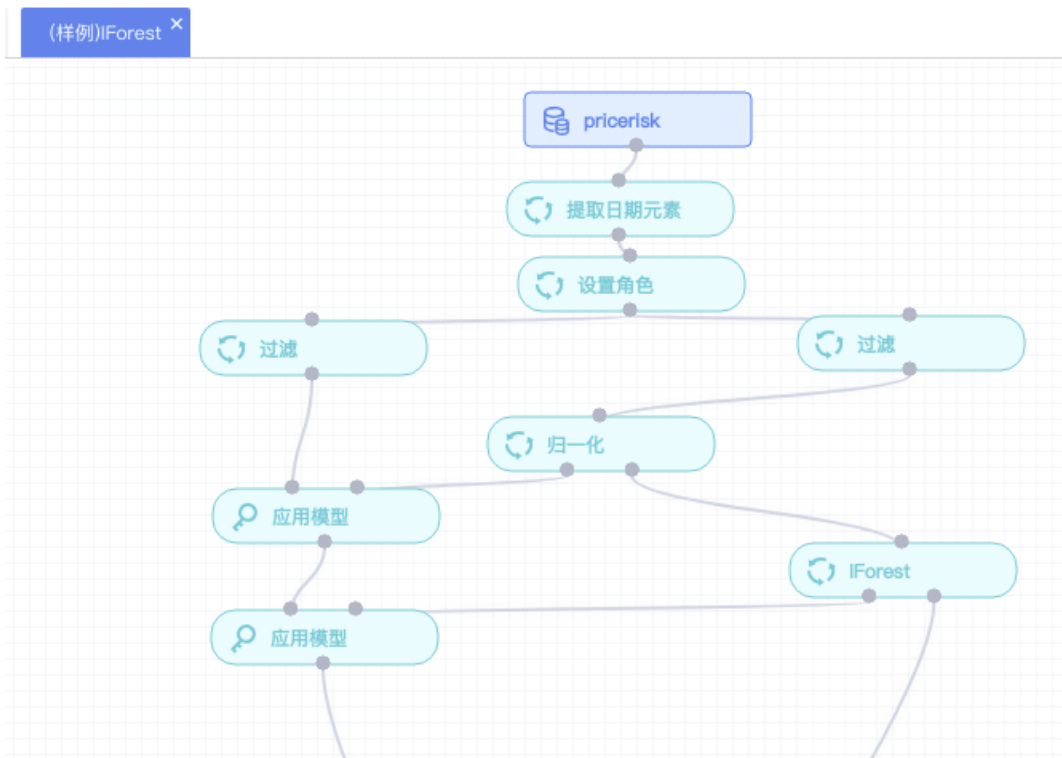 (样例)IForest
pricerisk
提取日期元素
设置角色
过滤
过滤
归一化
应用模型
IForest
应用模型